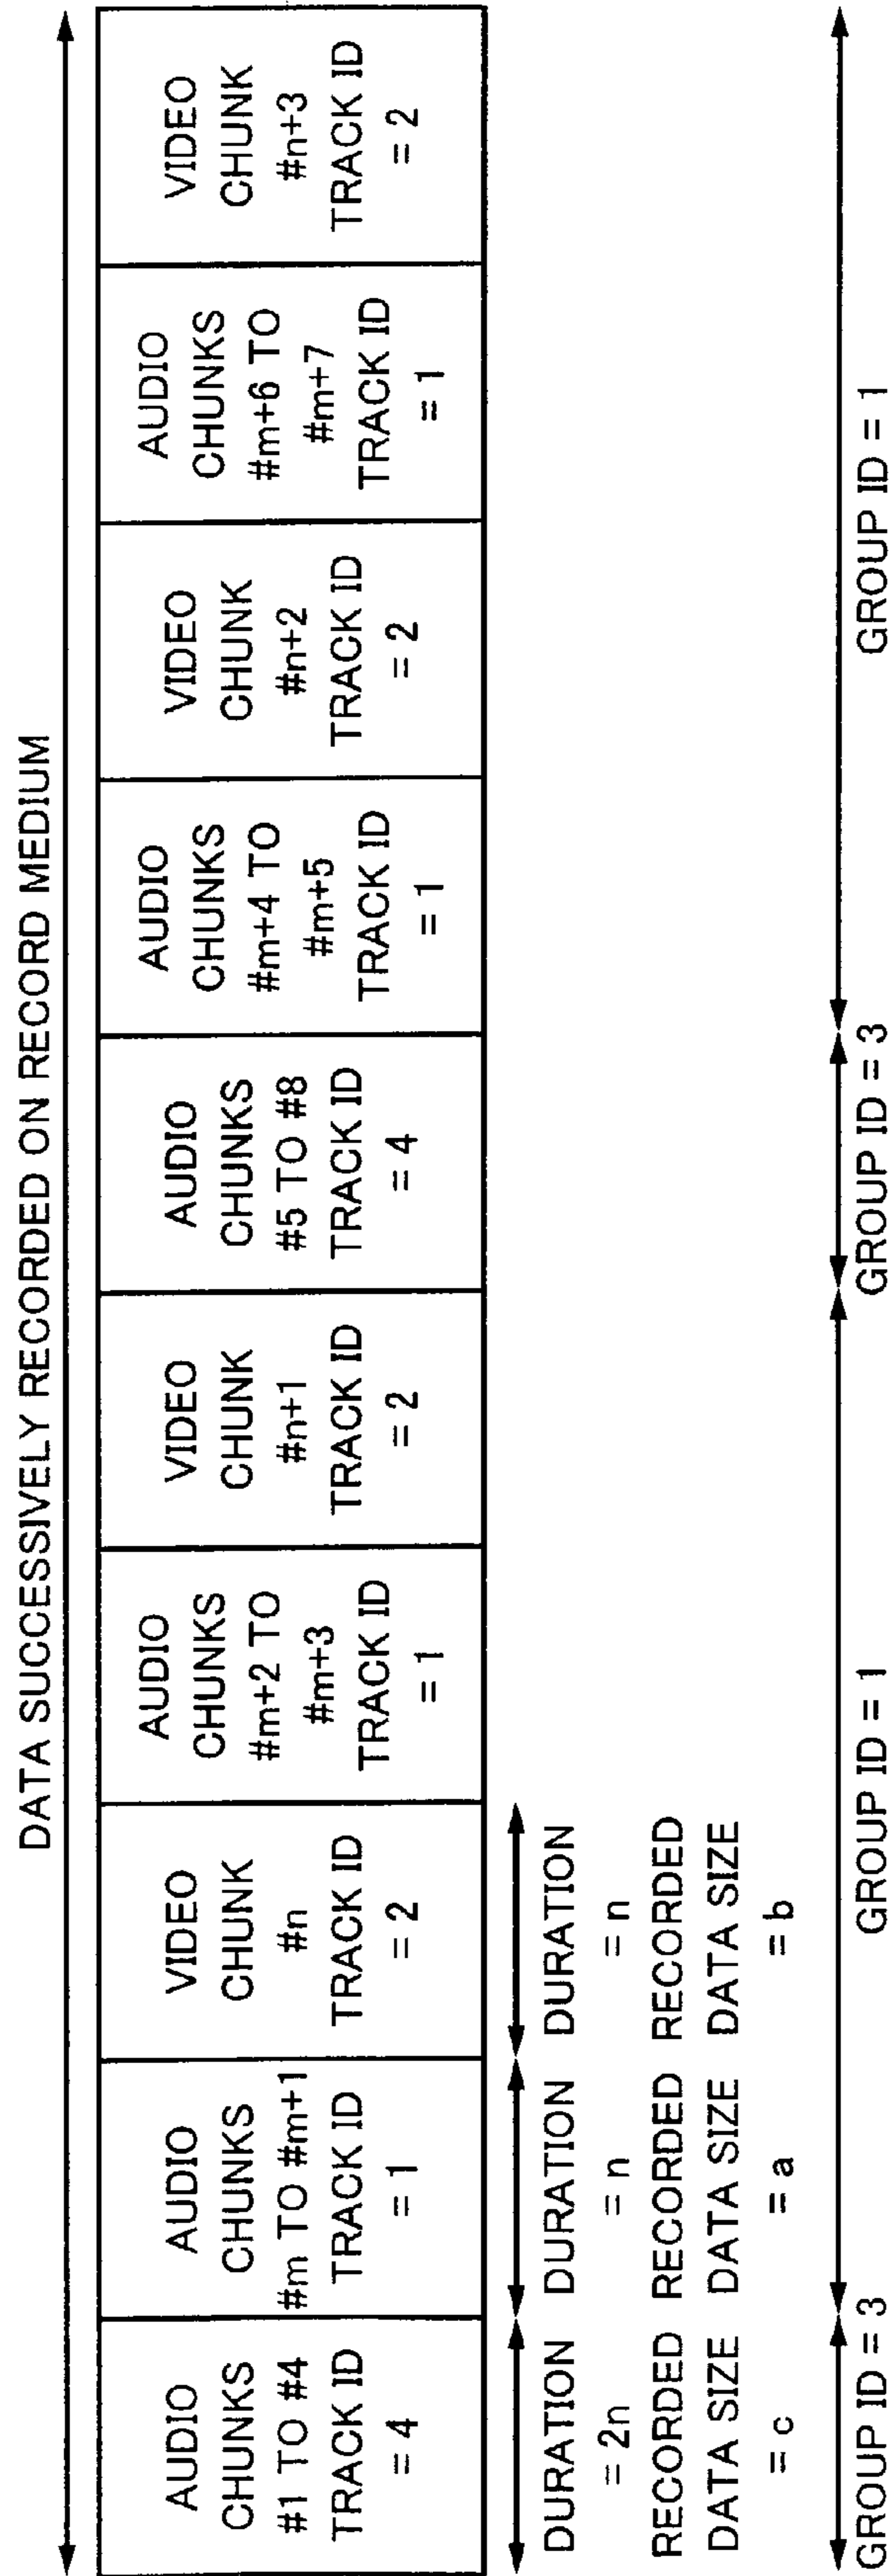 DATA SUCCESSIVELY RECORDED ON RECORD MEDIUM
AUDIO
CHUNKS
#1 TO #4
TRACK ID
= 4
AUDIO
CHUNKS
#m TO #m+1
TRACK ID
= 1
VIDEO
CHUNK
#n
TRACK ID
= 2
AUDIO
CHUNKS
#m+2 TO
#m+3
TRACK ID
= 1
VIDEO
CHUNK
#n+1
TRACK ID
= 2
AUDIO
CHUNKS
#5 TO #8
TRACK ID
= 4
AUDIO
CHUNKS
#m+4 TO
#m+5
TRACK ID
= 1
VIDEO
CHUNK
#n+2
TRACK ID
= 2
AUDIO
CHUNKS
#m+6 TO
#m+7
TRACK ID
= 1
VIDEO
CHUNK
#n+3
TRACK ID
= 2
DURATION
= 2n
RECORDED
DATA SIZE
= c
DURATION
= n
RECORDED
DATA SIZE
= a
DURATION
= n
RECORDED
DATA SIZE
= b
GROUP ID = 3
GROUP ID = 1
GROUP ID = 3
GROUP ID = 1